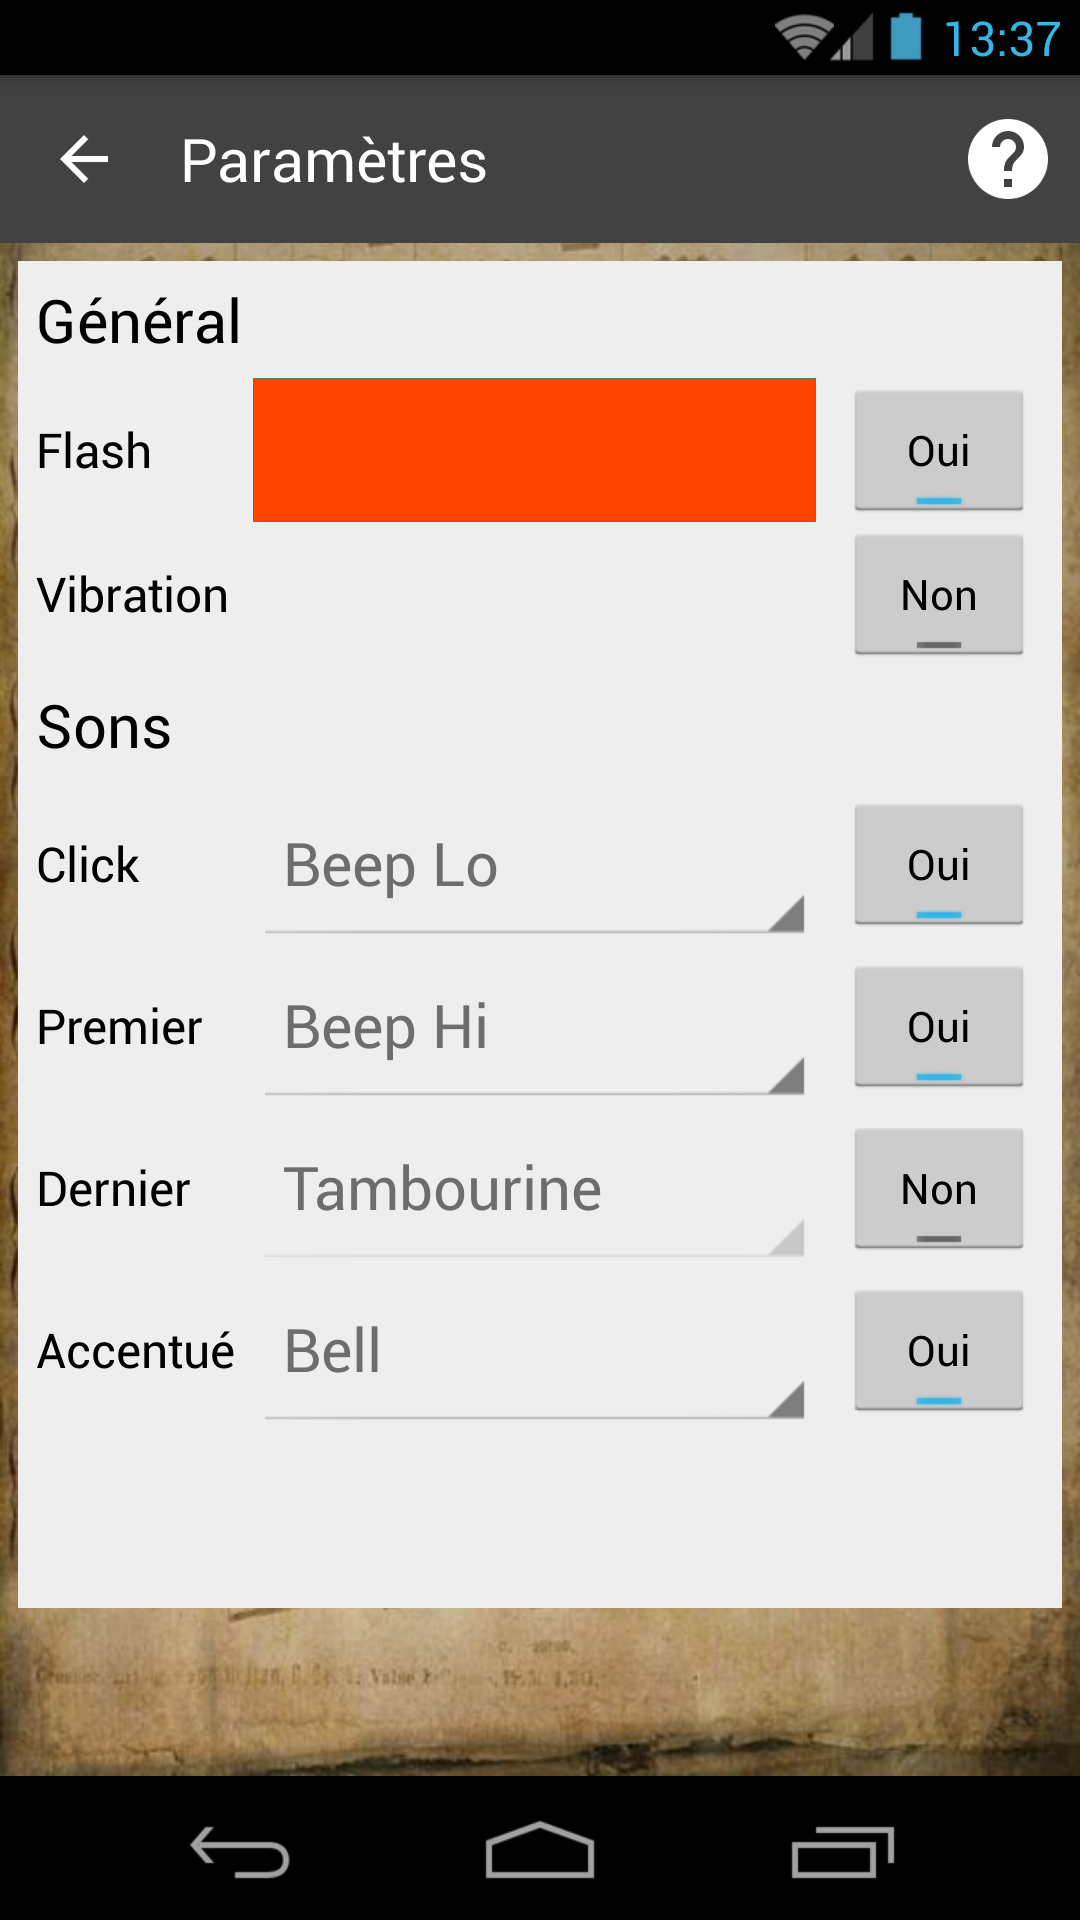 13:37
Paramètres
Général
Flash
Oui
Vibration
Non
Sons
Click
Beep Lo
Oui
Premier
Beep Hi
Oui
Dernier
Tambourine
Non
Accentué
Bell
Oui